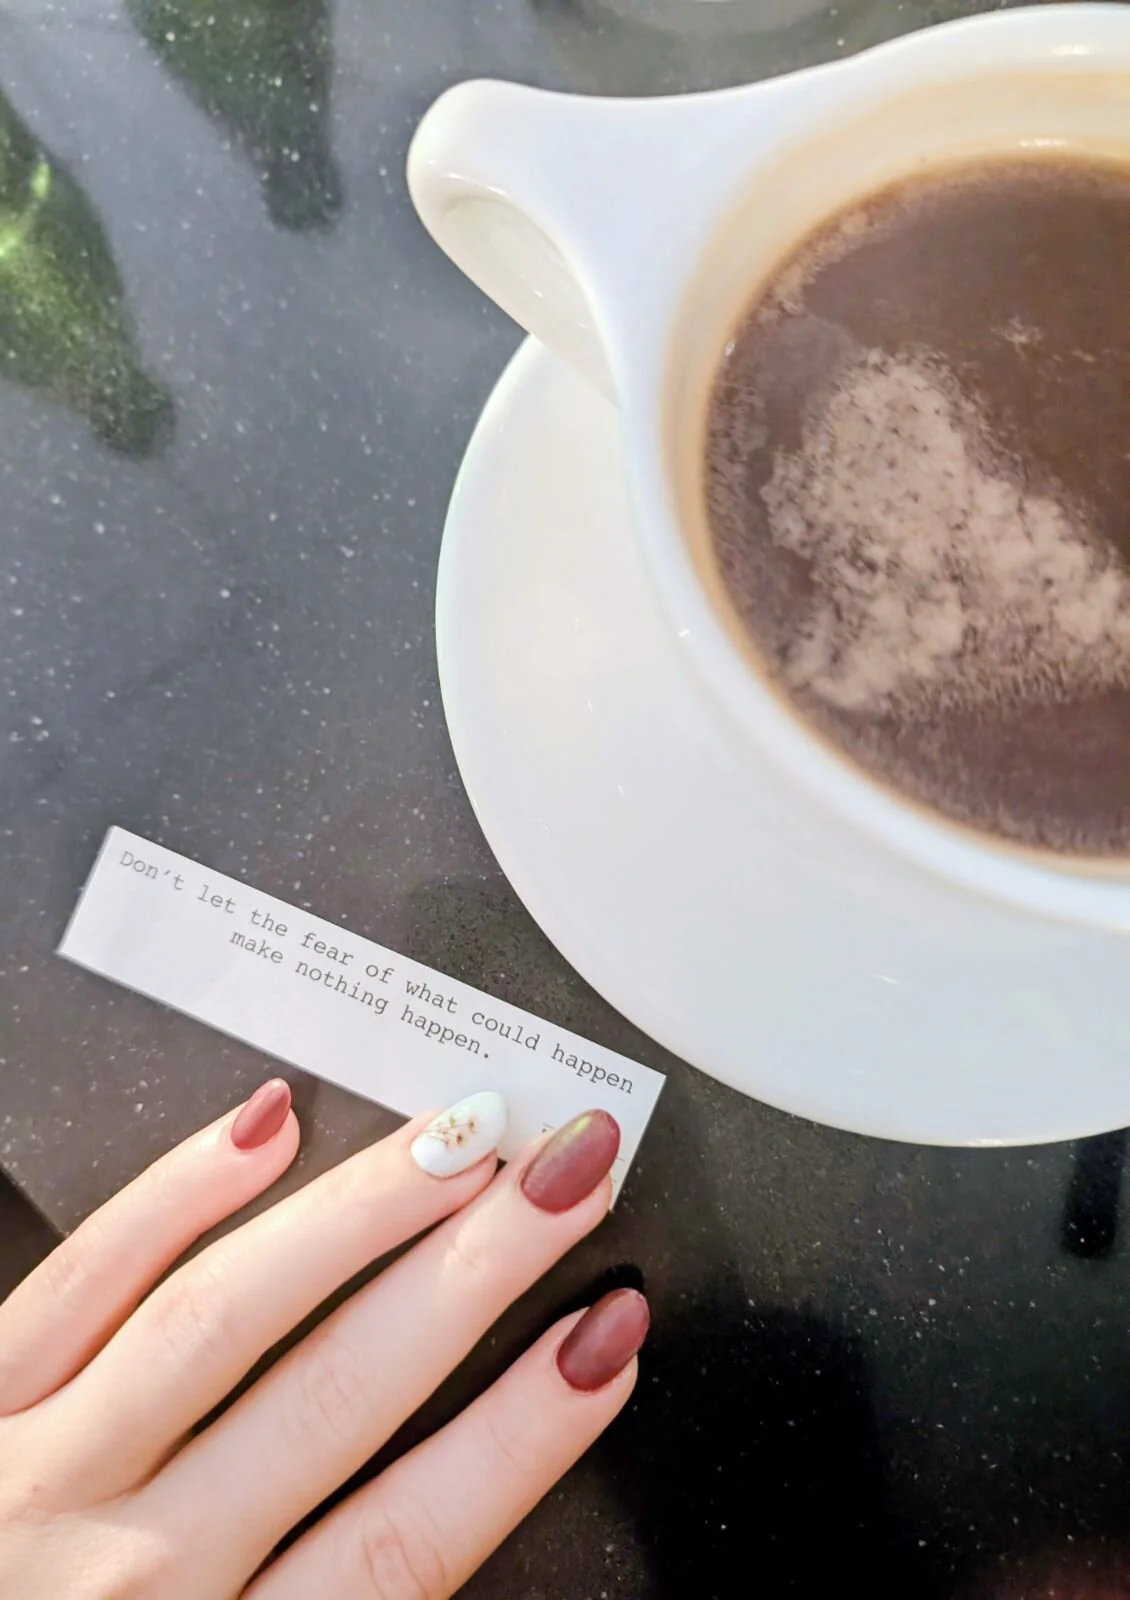 Don't let the fear of what could happen
make nothing happen.